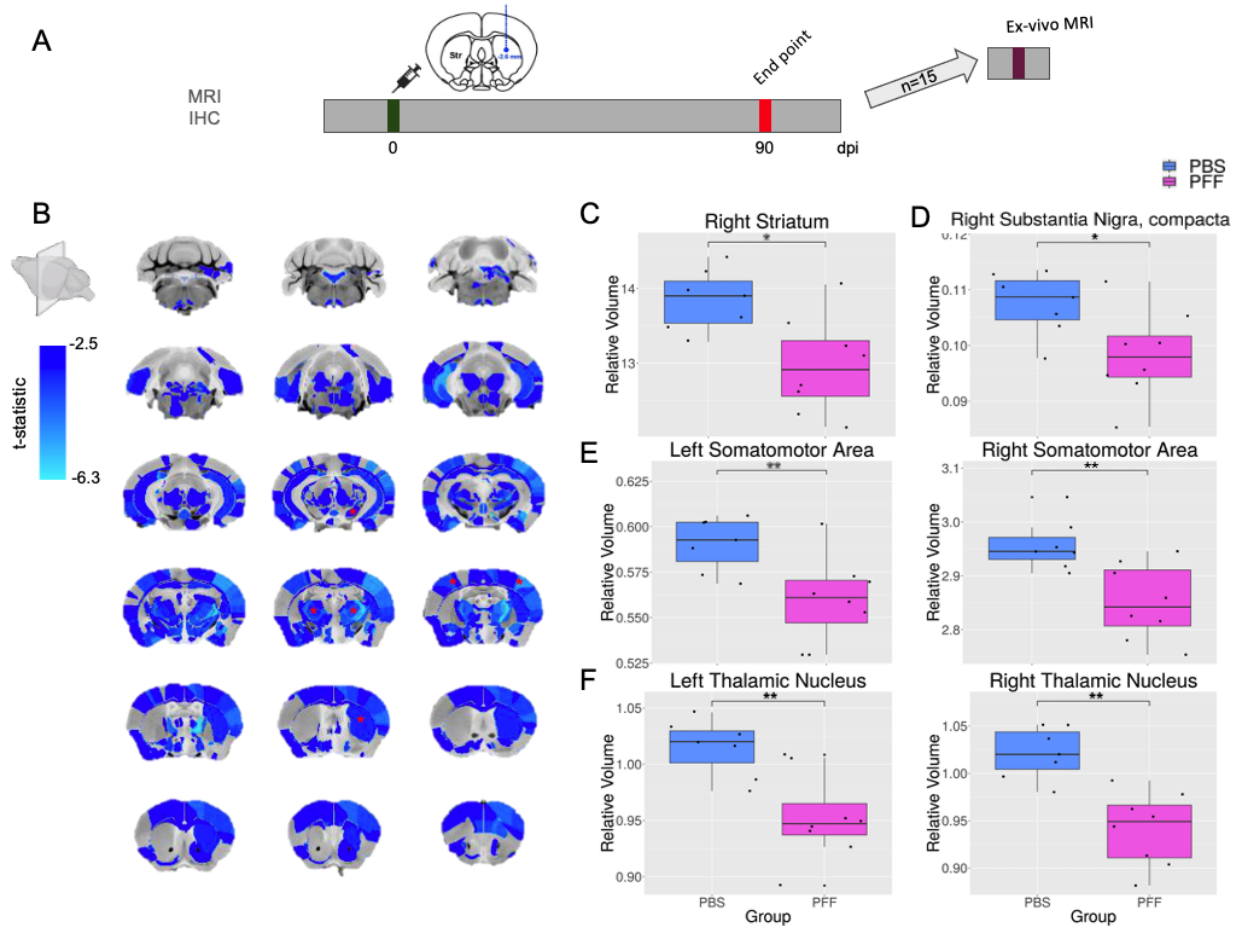 A
Str
-2.6 mm
End point
n=15
Ex-vivo MRI
MRI
IHC
0
90
dpi
PBS
PFF
B
t-statistic
-2.5
-6.3
C
Right Striatum
*
Relative Volume
14
13
D
Right Substantia Nigra, compacta
*
Relative Volume
0.12
0.11
0.10
0.09
E
Left Somatomotor Area
**
Relative Volume
0.625
0.600
0.570
0.550
0.525
Right Somatomotor Area
**
Relative Volume
3.1
3.0
2.9
2.8
F
Left Thalamic Nucleus
**
Relative Volume
1.05
1.00
0.95
0.90
PBS
PFF
Group
Right Thalamic Nucleus
**
Relative Volume
1.05
1.00
0.95
0.90
PBS
PFF
Group